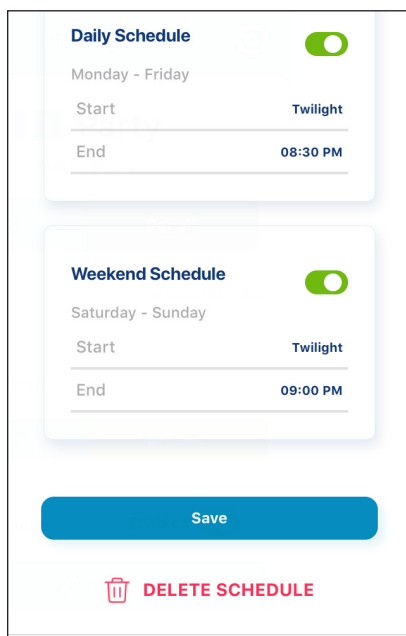 Daily Schedule
Monday - Friday
Start Twilight
End 08:30 PM
Weekend Schedule
Saturday - Sunday
Start Twilight
End 09:00 PM
Save
DELETE SCHEDULE
Party